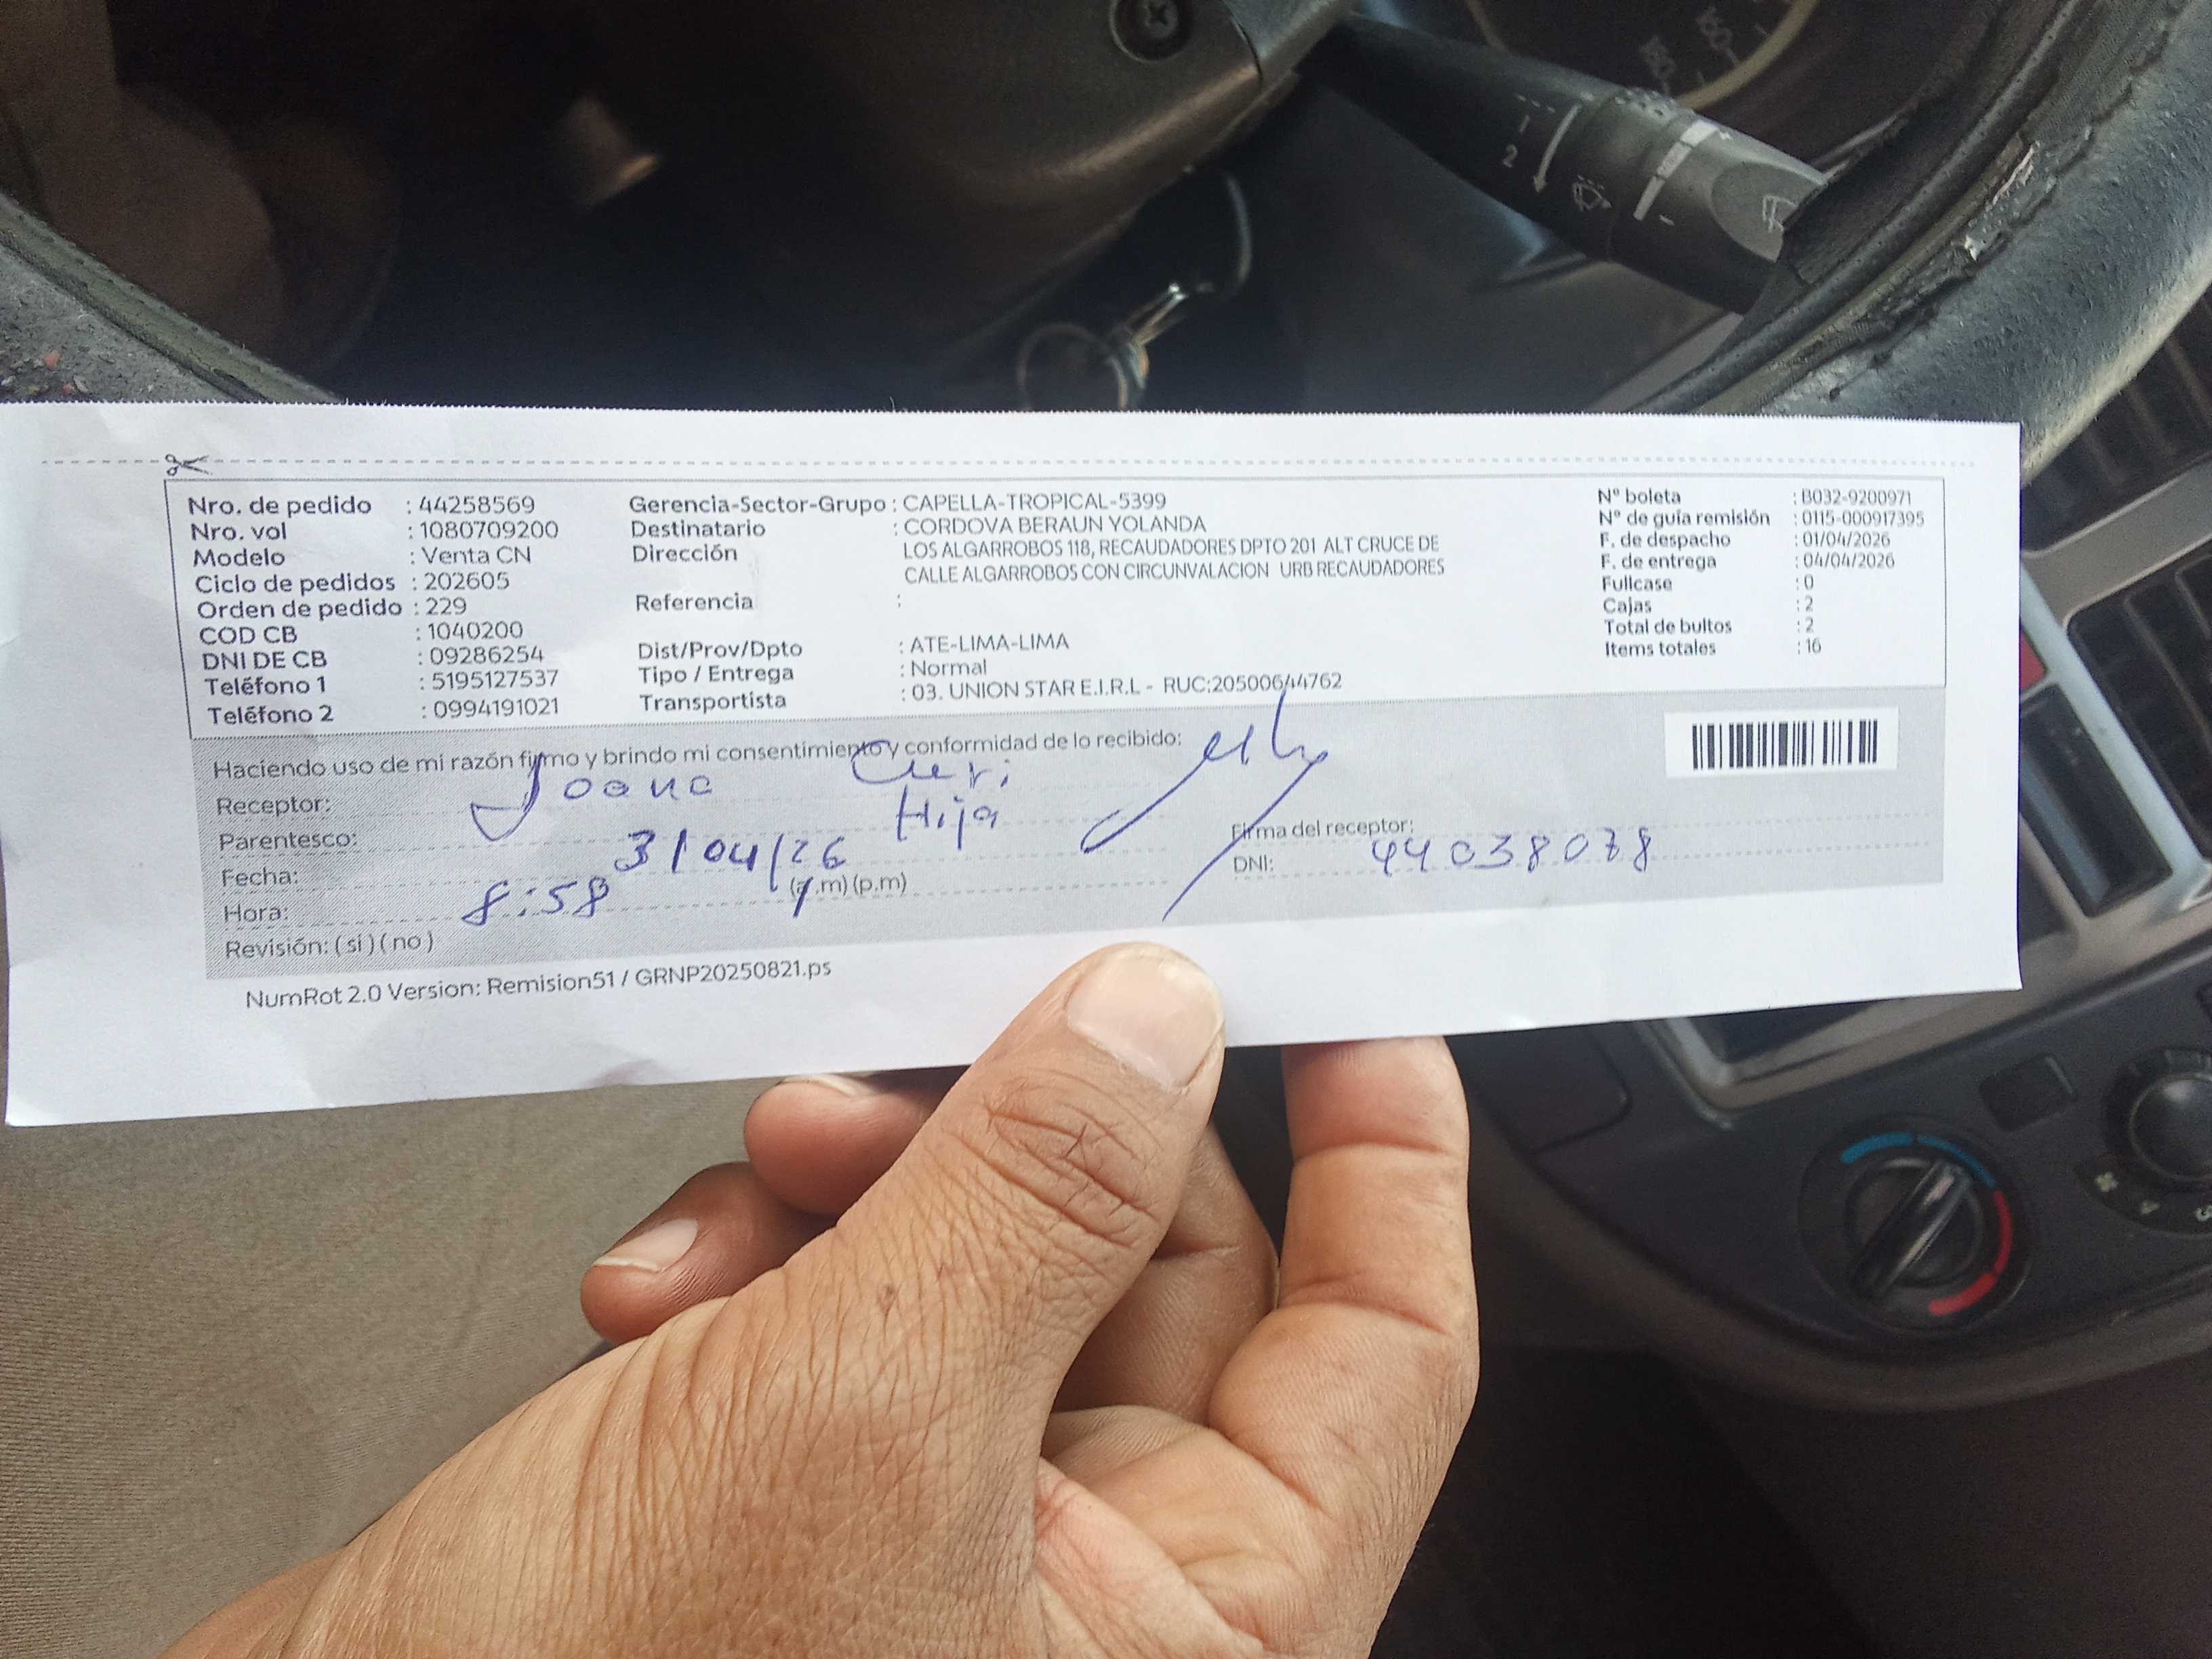 Nro. de pedido : 44258569
Nro. vol : 1080709200
Modelo : Venta CN
Ciclo de pedidos : 202605
Orden de pedido : 229
COD CB : 1040200
DNI DE CB : 09286254
Teléfono 1 : 5195127537
Teléfono 2 : 0994191021
Gerencia-Sector-Grupo : CAPELLA-TROPICAL-5399
Destinatario : CORDOVA BERAUN YOLANDA
Dirección LOS ALGARROBOS 118, RECAUDADORES DPTO 201 ALT CRUCE DE
CALLE ALGARROBOS CON CIRCUNVALACION URB RECAUDADORES
Referencia :
Dist/Prov/Dpto : ATE-LIMA-LIMA
Tipo / Entrega : Normal
Transportista : 03. UNION STAR E.I.R.L - RUC:20500644762
N° boleta : B032-9200971
N° de guía remisión : 0115-000917395
F. de despacho : 01/04/2026
F. de entrega : 04/04/2026
Fullcase : 0
Cajas : 2
Total de bultos : 2
Items totales : 16
Haciendo uso de mi razón firmo y brindo mi consentimiento y conformidad de lo recibido:
Receptor: Joana
Parentesco: Hija
Fecha: 3/04/26
Hora: 8:58 (a.m) (p.m)
Revisión: ( si ) ( no )
Firma del receptor:
DNI: 44038078
NumRot 2.0 Version: Remision51 / GRNP20250821.ps
1
2